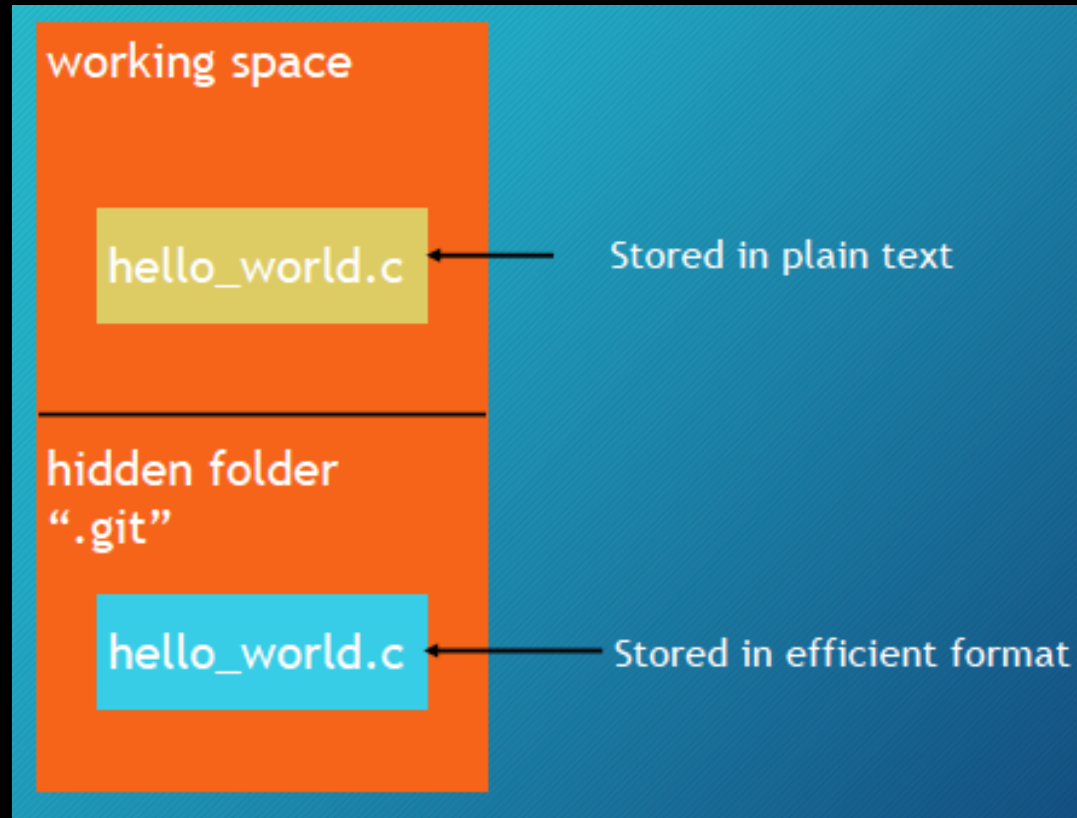 working space
hello_world.c
Stored in plain text
hidden folder
“.git”
hello_world.c
Stored in efficient format